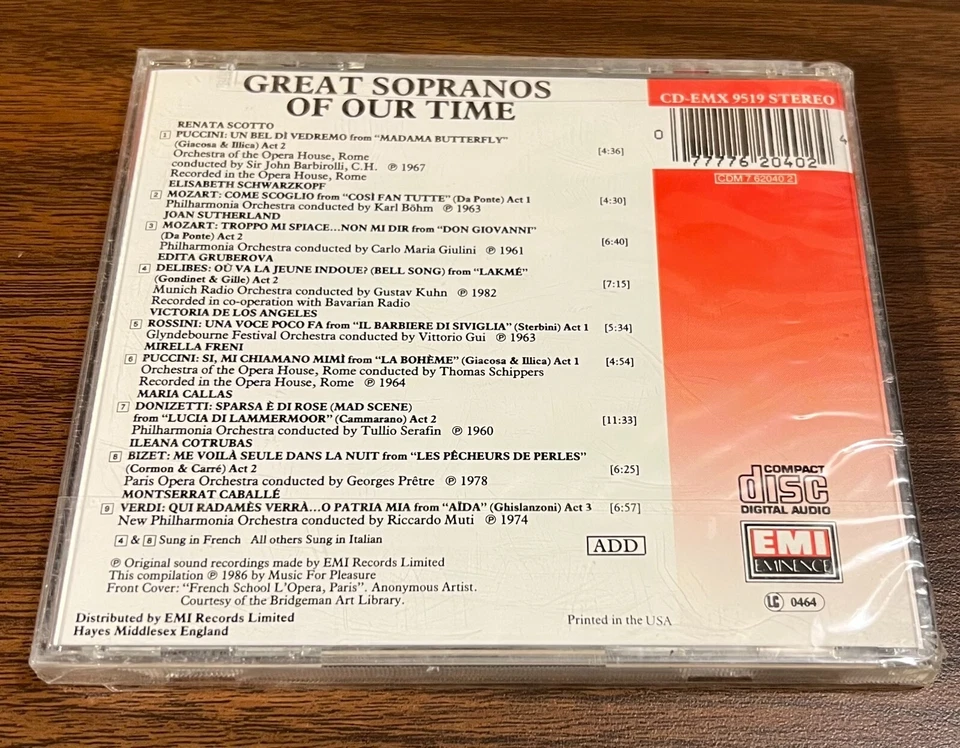 GREAT SOPRANOS
OF OUR TIME
CD-EMX 9519 STEREO
0 77776 20402 4
CDM 7 62040 2
RENATA SCOTTO
1 PUCCINI: UN BEL DÌ VEDREMO from "MADAMA BUTTERFLY"
(Giacosa & Illica) Act 2
Orchestra of the Opera House, Rome [4:36]
conducted by Sir John Barbirolli, C.H. ℗ 1967
Recorded in the Opera House, Rome
ELISABETH SCHWARZKOPF
2 MOZART: COME SCOGLIO from "COSÌ FAN TUTTE" (Da Ponte) Act 1 [4:30]
Philharmonia Orchestra conducted by Karl Böhm ℗ 1963
JOAN SUTHERLAND
3 MOZART: TROPPO MI SPIACE...NON MI DIR from "DON GIOVANNI"
(Da Ponte) Act 2 [6:40]
Philharmonia Orchestra conducted by Carlo Maria Giulini ℗ 1961
EDITA GRUBEROVA
4 DELIBES: OÙ VA LA JEUNE INDOUE? (BELL SONG) from "LAKMÉ"
(Gondinet & Gille) Act 2 [7:15]
Munich Radio Orchestra conducted by Gustav Kuhn ℗ 1982
Recorded in co-operation with Bavarian Radio
VICTORIA DE LOS ANGELES
5 ROSSINI: UNA VOCE POCO FA from "IL BARBIERE DI SIVIGLIA" (Sterbini) Act 1 [5:34]
Glyndebourne Festival Orchestra conducted by Vittorio Gui ℗ 1963
MIRELLA FRENI
6 PUCCINI: SI, MI CHIAMANO MIMÌ from "LA BOHÈME" (Giacosa & Illica) Act 1 [4:54]
Orchestra of the Opera House, Rome conducted by Thomas Schippers
Recorded in the Opera House, Rome ℗ 1964
MARIA CALLAS
7 DONIZETTI: SPARSA È DI ROSE (MAD SCENE)
from "LUCIA DI LAMMERMOOR" (Cammarano) Act 2 [11:33]
Philharmonia Orchestra conducted by Tullio Serafin ℗ 1960
ILEANA COTRUBAS
8 BIZET: ME VOILÀ SEULE DANS LA NUIT from "LES PÊCHEURS DE PERLES"
(Cormon & Carré) Act 2 [6:25]
Paris Opera Orchestra conducted by Georges Prêtre ℗ 1978
MONTSERRAT CABALLÉ
9 VERDI: QUI RADAMÈS VERRÀ...O PATRIA MIA from "AÏDA" (Ghislanzoni) Act 3 [6:57]
New Philharmonia Orchestra conducted by Riccardo Muti ℗ 1974
4 & 8 Sung in French All others Sung in Italian
ADD
℗ Original sound recordings made by EMI Records Limited
This compilation ℗ 1986 by Music For Pleasure
Front Cover: "French School L'Opera, Paris". Anonymous Artist.
Courtesy of the Bridgeman Art Library.
Distributed by EMI Records Limited
Hayes Middlesex England
Printed in the USA
COMPACT
disc
DIGITAL AUDIO
EMI
EMINENCE
LC 0464